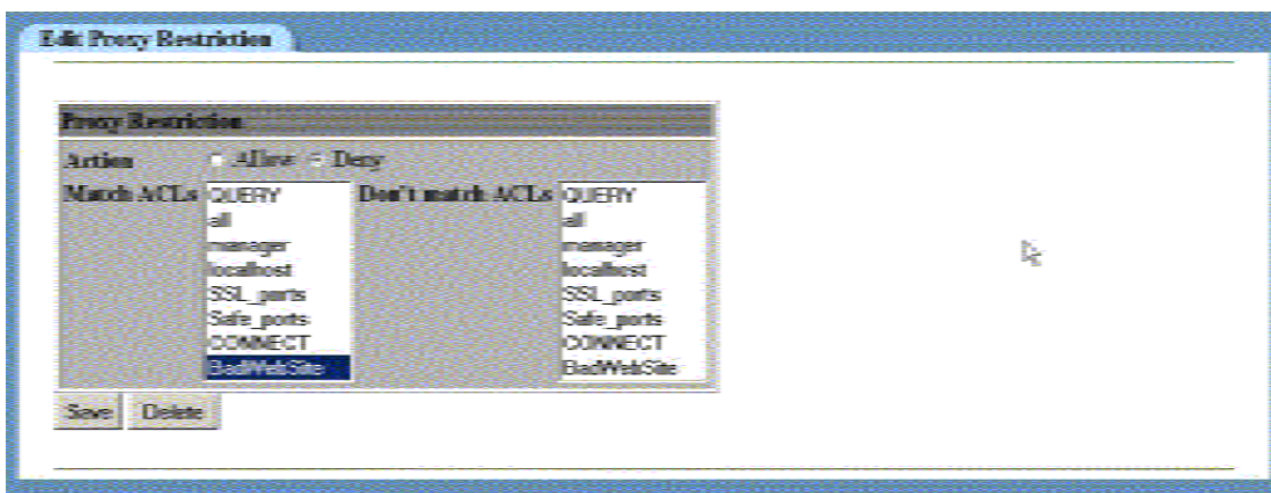 Edit Proxy Restriction
Proxy Restriction
Action Allow Deny
Match ACLs QUERY Don't match ACLs QUERY
all all
manager manager
localhost localhost
SSL_ports SSL_ports
Safe_ports Safe_ports
CONNECT CONNECT
BadWebSite BadWebSite
Save Delete